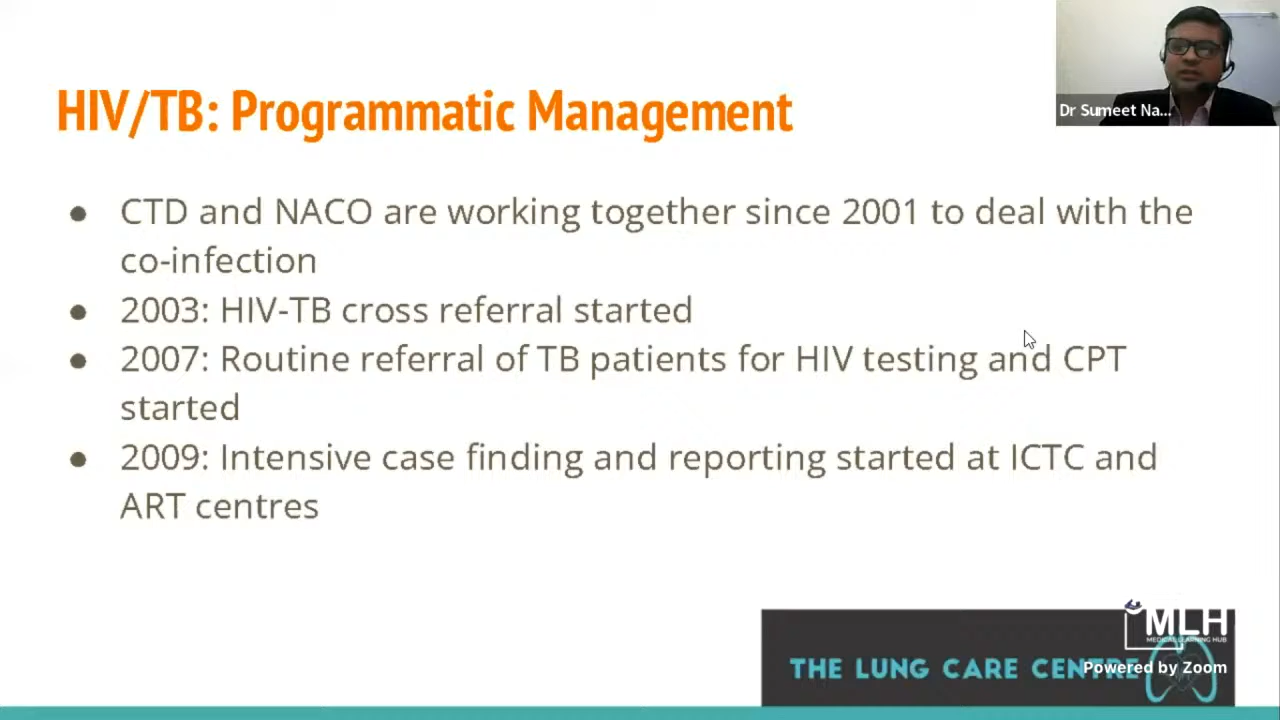 Dr Sumeet Na...
HIV/TB: Programmatic Management
● CTD and NACO are working together since 2001 to deal with the
co-infection
● 2003: HIV-TB cross referral started
● 2007: Routine referral of TB patients for HIV testing and CPT
started
● 2009: Intensive case finding and reporting started at ICTC and
ART centres
MLH
MEDICAL LEARNING HUB
THE LUNG CARE CENTRE
Powered by Zoom